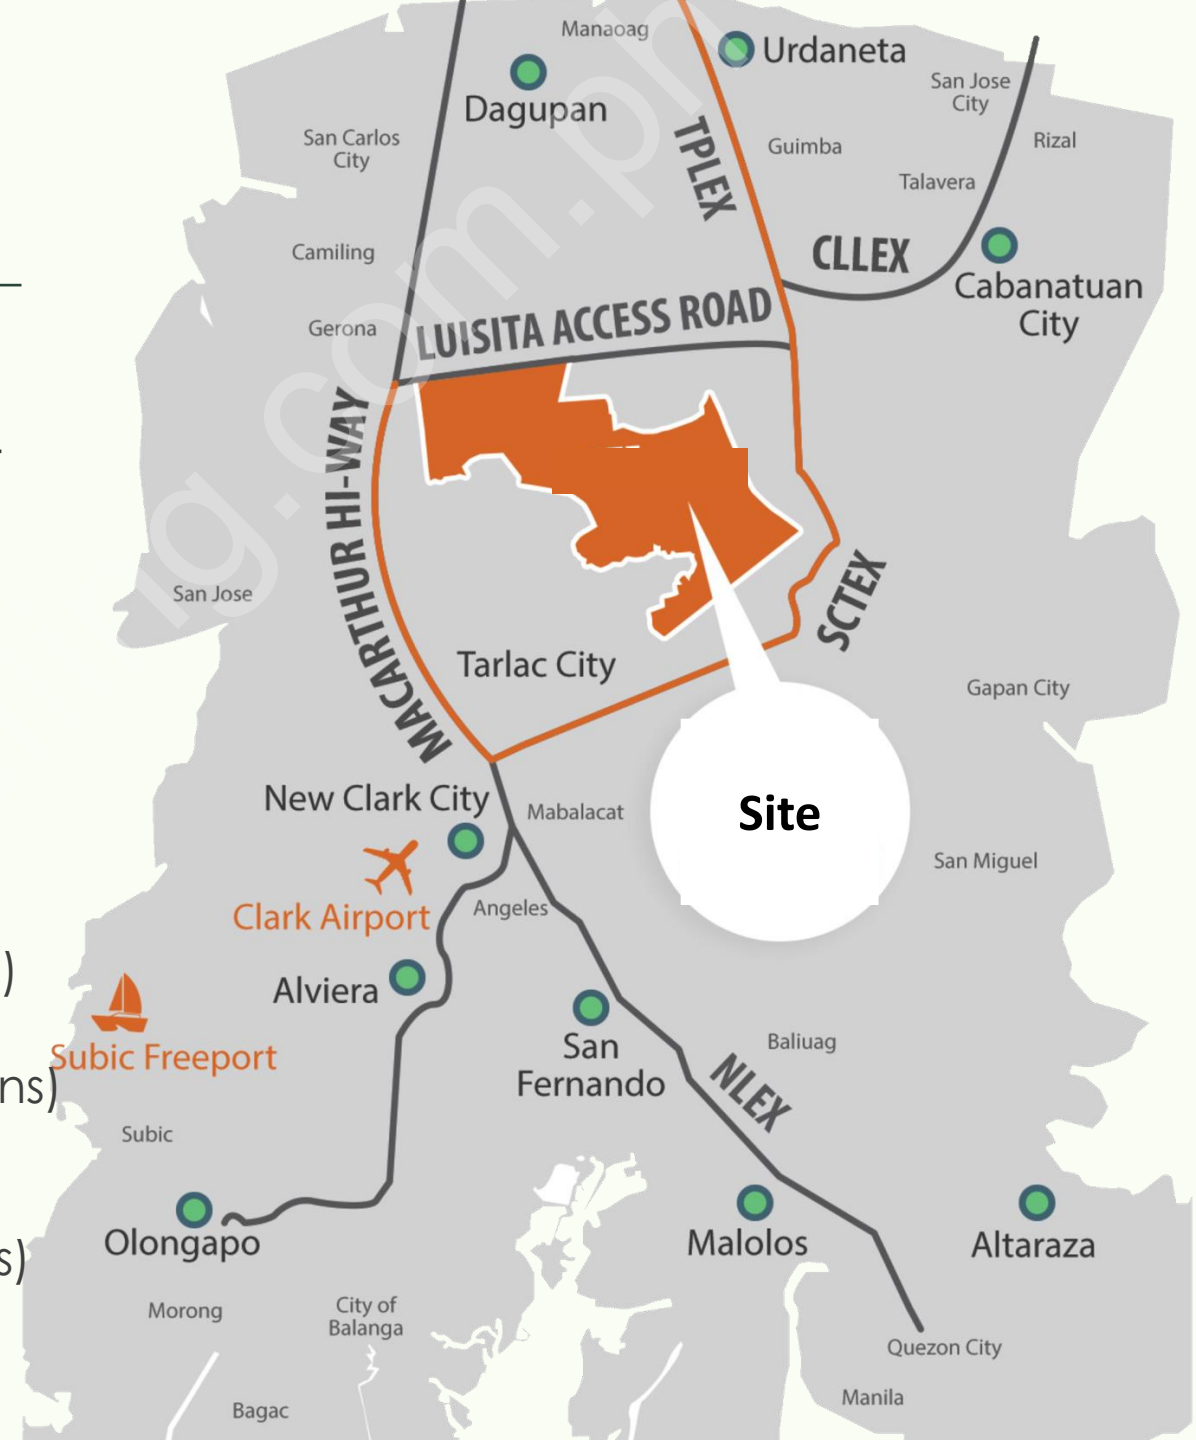 Manaoag
Urdaneta
Dagupan
San Jose
City
San Carlos
City
TPLEX
Guimba
Rizal
Talavera
Camiling
CLLEX
Cabanatuan
City
Gerona
LUISITA ACCESS ROAD
MACARTHUR HI-WAY
ig.com.ph
San Jose
SCTEX
Tarlac City
Gapan City
New Clark City
Mabalacat
Site
San Miguel
Clark Airport
Angeles
)
Alviera
San
Fernando
Baliuag
Subic Freeport
ns)
NLEX
Subic
Olongapo
Malolos
Altaraza
s)
Morong
City of
Balanga
Quezon City
Manila
Bagac